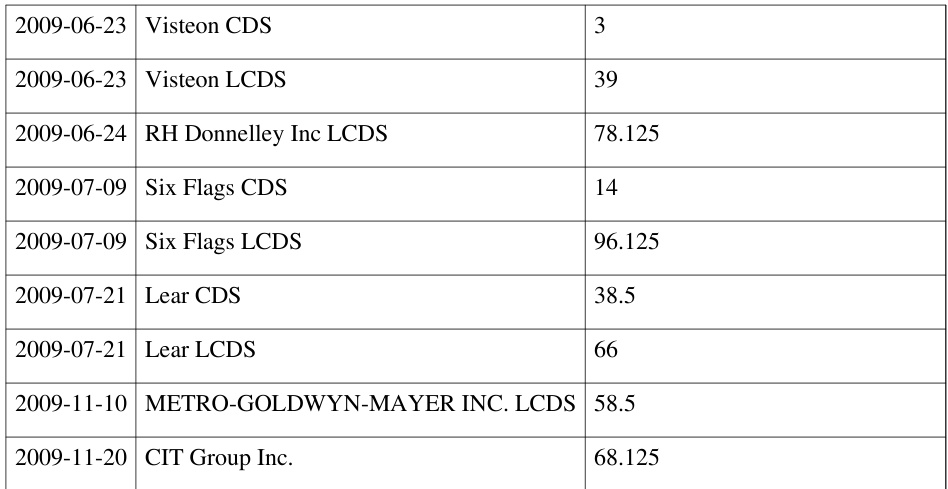 2009-06-23 Visteon CDS 3
2009-06-23 Visteon LCDS 39
2009-06-24 RH Donnelley Inc LCDS 78.125
2009-07-09 Six Flags CDS 14
2009-07-09 Six Flags LCDS 96.125
2009-07-21 Lear CDS 38.5
2009-07-21 Lear LCDS 66
2009-11-10 METRO-GOLDWYN-MAYER INC. LCDS 58.5
2009-11-20 CIT Group Inc. 68.125